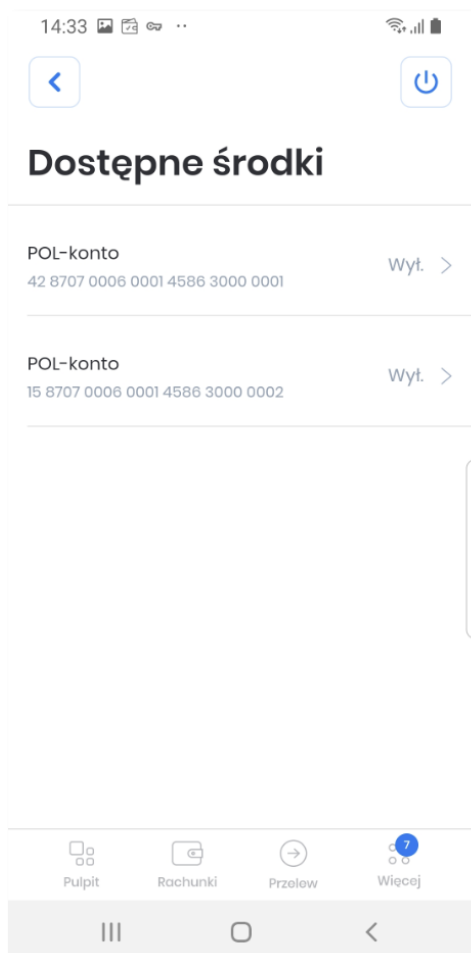 14:33
Dostępne środki
POL-konto
42 8707 0006 0001 4586 3000 0001
Wył.
POL-konto
15 8707 0006 0001 4586 3000 0002
Wył.
7
Pulpit
Rachunki
Przelew
Więcej